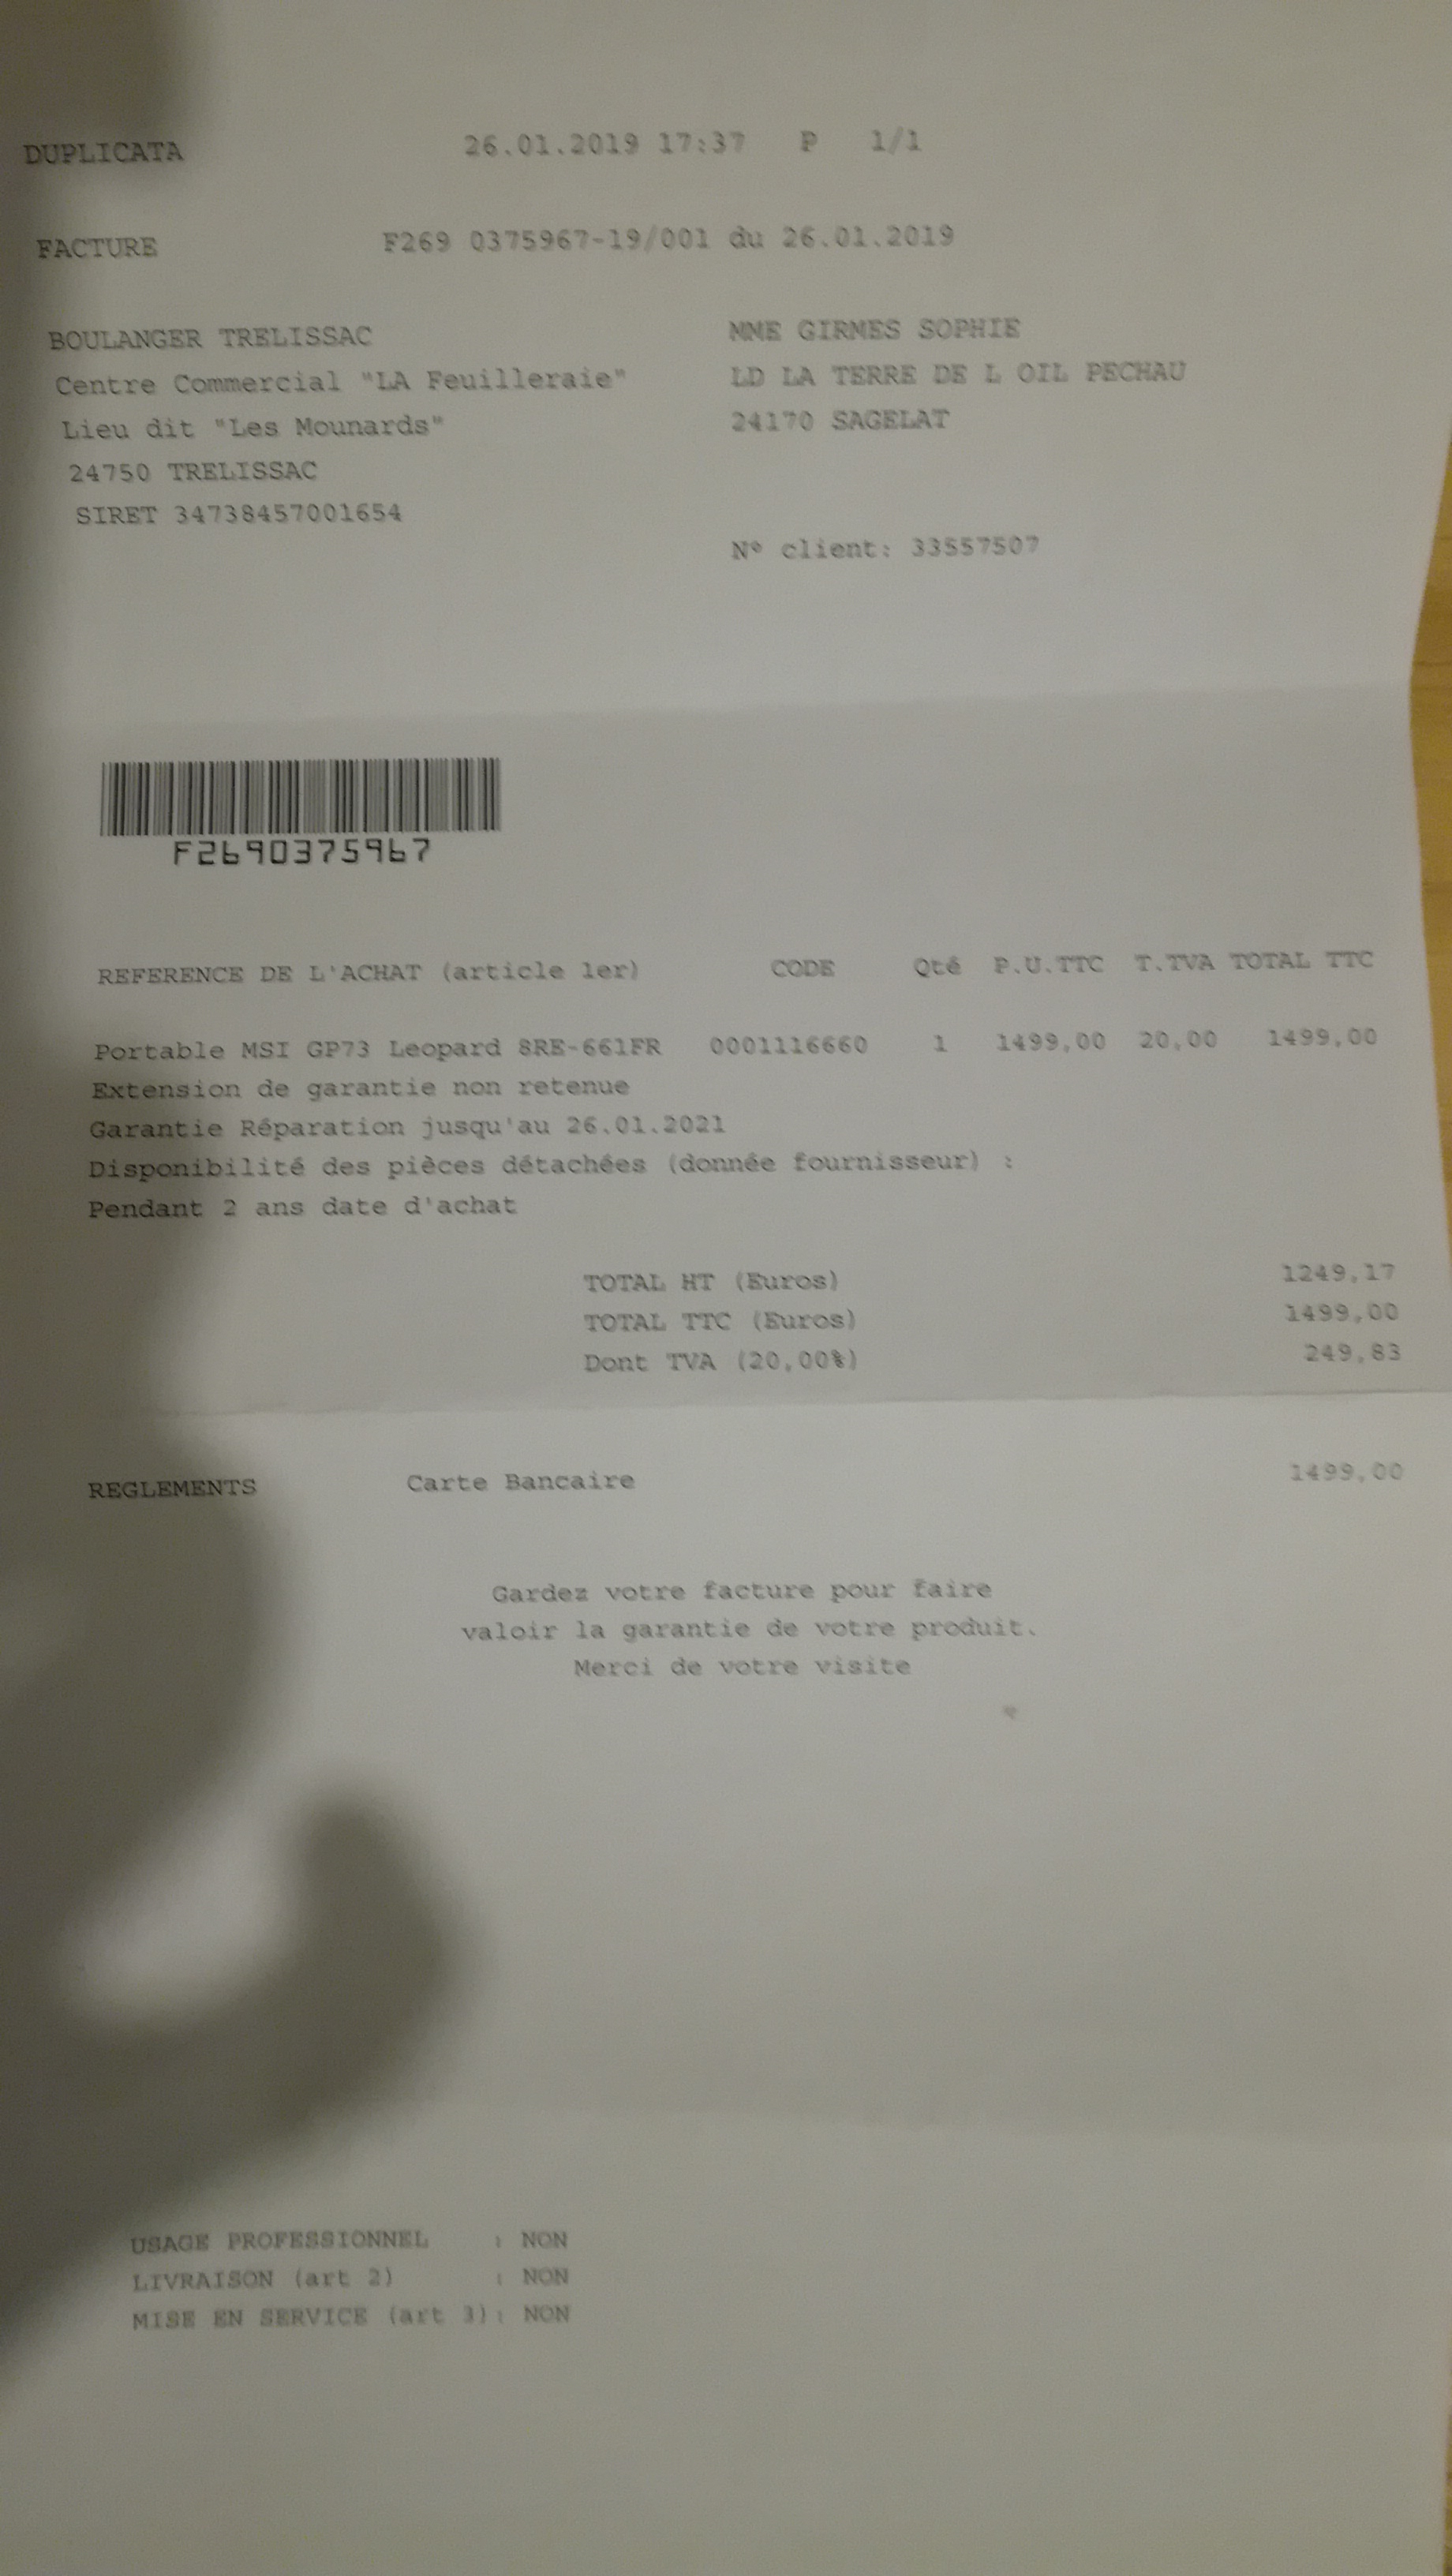 DUPLICATA 26.01.2019 17:37 P 1/1
FACTURE F269 0375967-19/001 du 26.01.2019
BOULANGER TRELISSAC
Centre Commercial "LA Feuilleraie"
Lieu dit "Les Mounards"
24750 TRELISSAC
SIRET 34738457001654
MME GIRMES SOPHIE
LD LA TERRE DE L OIL PECHAU
24170 SAGELAT
N° client: 33557507
F2690375967
REFERENCE DE L'ACHAT (article 1er) CODE Qté P.U.TTC T.TVA TOTAL TTC
Portable MSI GP73 Leopard 8RE-661FR 0001116660 1 1499,00 20,00 1499,00
Extension de garantie non retenue
Garantie Réparation jusqu'au 26.01.2021
Disponibilité des pièces détachées (donnée fournisseur) :
Pendant 2 ans date d'achat
TOTAL HT (Euros) 1249,17
TOTAL TTC (Euros) 1499,00
Dont TVA (20,00%) 249,83
REGLEMENTS Carte Bancaire 1499,00
Gardez votre facture pour faire
valoir la garantie de votre produit.
Merci de votre visite
USAGE PROFESSIONNEL : NON
LIVRAISON (art 2) : NON
MISE EN SERVICE (art 3): NON